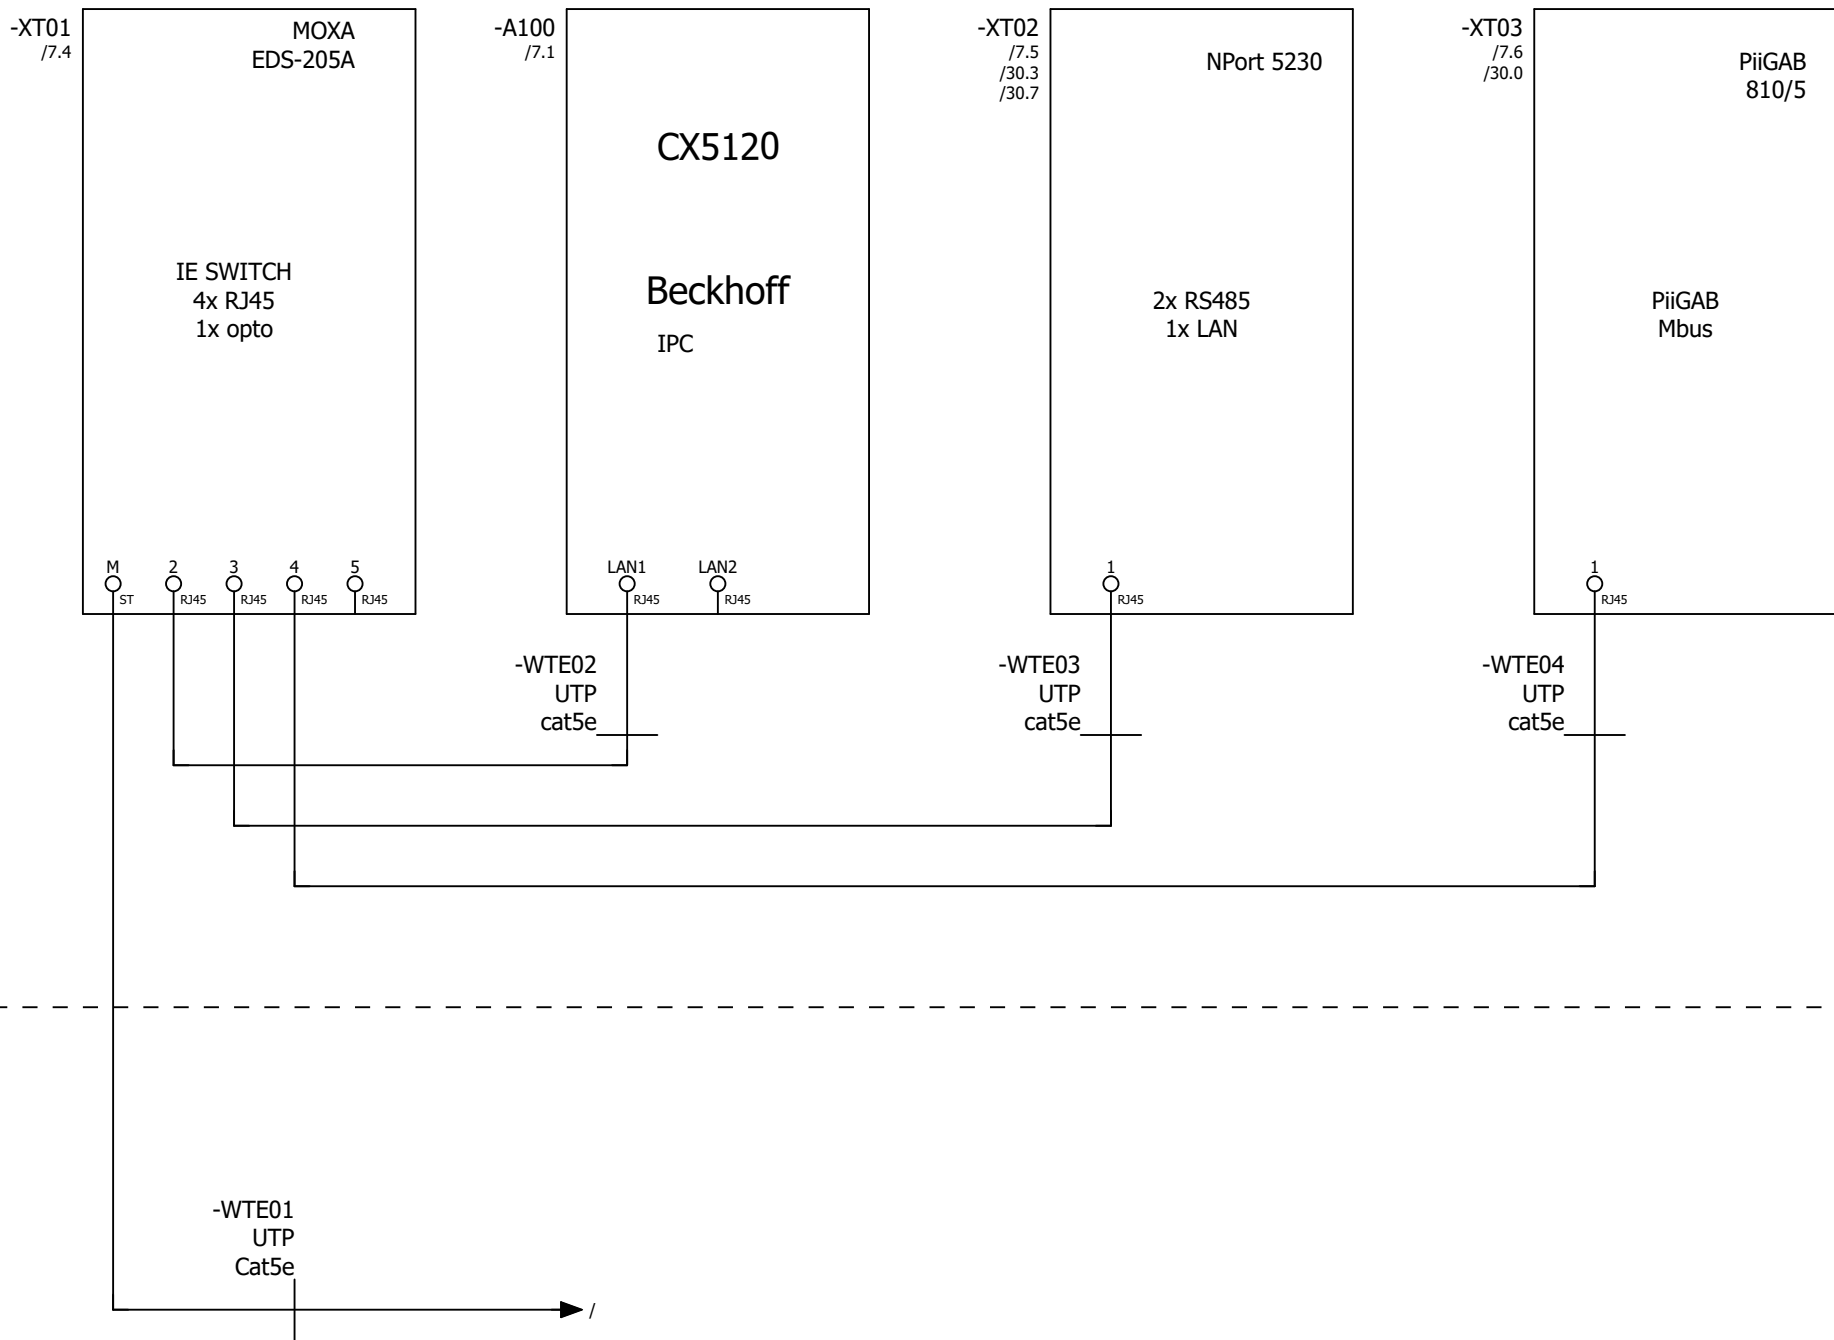 -XT01
/7.4
MOXA
EDS-205A
IE SWITCH
4x RJ45
1x opto
M
ST
2
RJ45
3
RJ45
4
RJ45
5
RJ45
-A100
/7.1
CX5120
Beckhoff
IPC
LAN1
RJ45
LAN2
RJ45
-XT02
/7.5
/30.3
/30.7
NPort 5230
2x RS485
1x LAN
1
RJ45
-XT03
/7.6
/30.0
PiiGAB
810/5
PiiGAB
Mbus
1
RJ45
-WTE02
UTP
cat5e
-WTE03
UTP
cat5e
-WTE04
UTP
cat5e
-WTE01
UTP
Cat5e
/